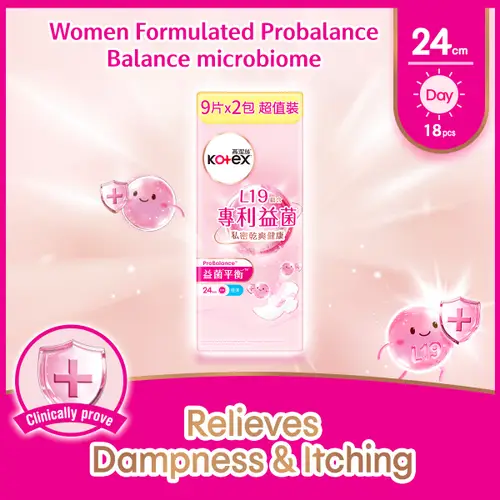 Women Formulated Probalance
Balance microbiome
24cm
Day
18pcs
9片x2包 超值裝
高潔絲
Kotex
L19
專利益菌
私密乾爽健康
ProBalance
益菌平衡
24cm
L19
Clinically prove
Relieves
Dampness & Itching